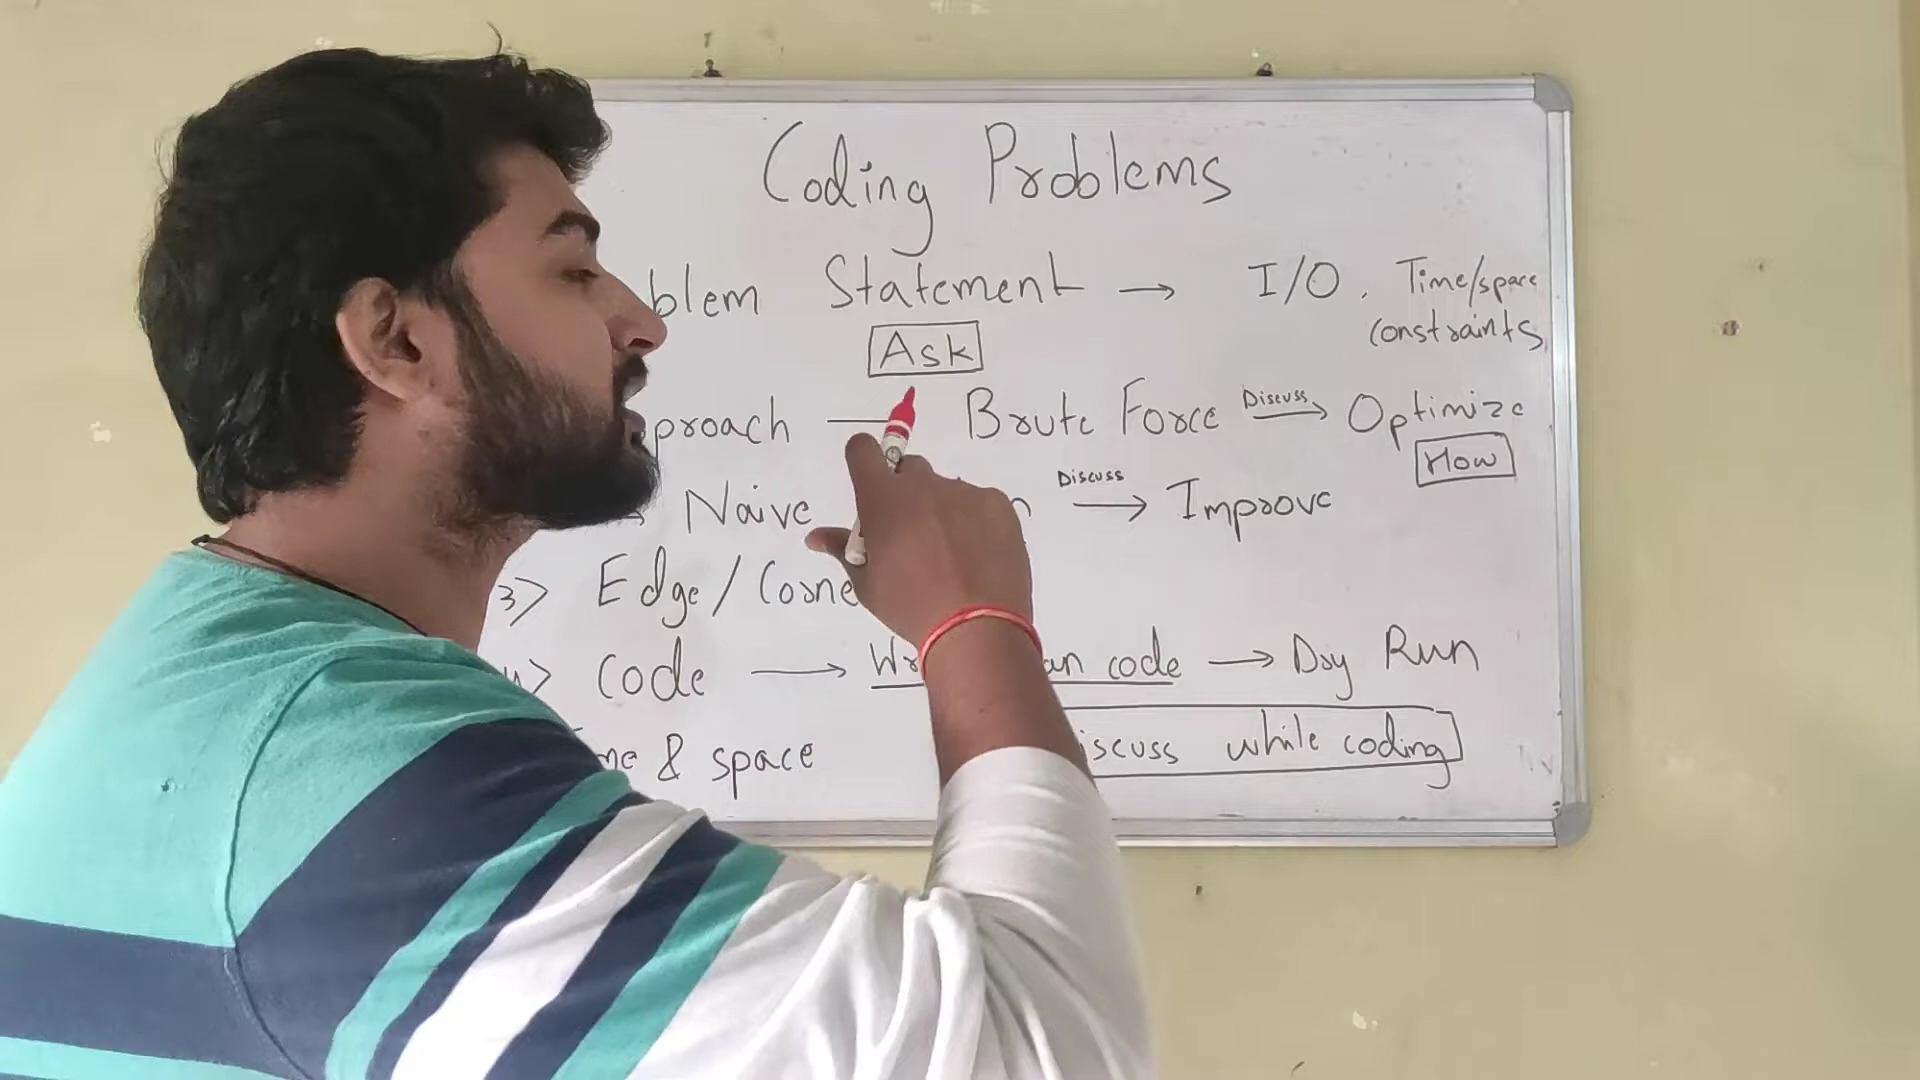 Coding Problems
blem Statement → I/O. Time/space
constraints
Ask
proach — Brute Force Discuss → Optimize
How
Naive Discuss → Improve
3> Edge/Corne
code → Wr an code → Dry Run
me & space iscuss while coding